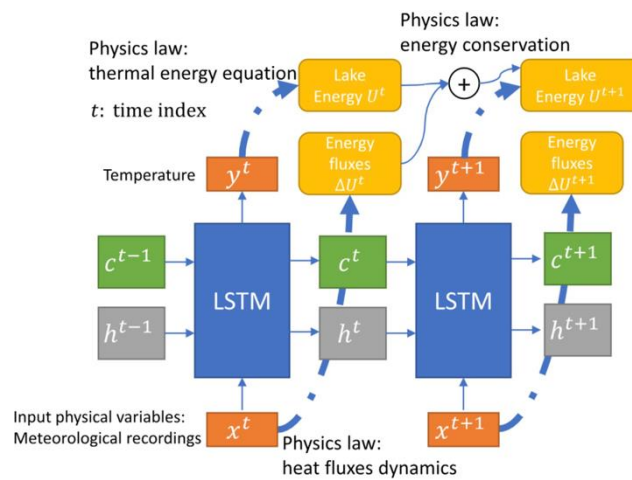 Physics law:
thermal energy equation
Physics law:
energy conservation
t: time index
Lake
Energy U^t
+
Lake
Energy U^{t+1}
Energy
fluxes
ΔU^t
Energy
fluxes
ΔU^{t+1}
Temperature
y^t
y^{t+1}
c^{t-1}
LSTM
c^t
LSTM
c^{t+1}
h^{t-1}
h^t
h^{t+1}
Input physical variables:
Meteorological recordings
x^t
x^{t+1}
Physics law:
heat fluxes dynamics